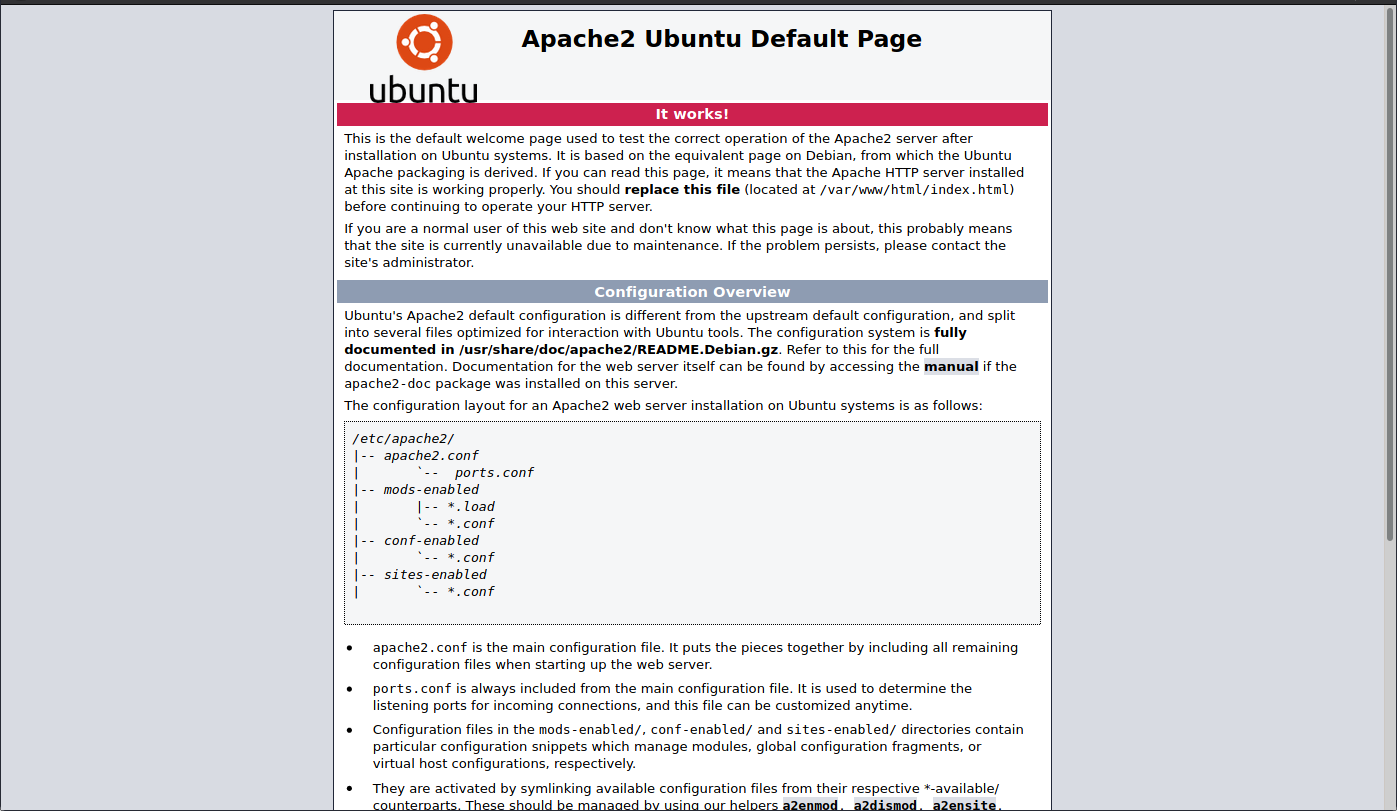 ubuntu
Apache2 Ubuntu Default Page
It works!
This is the default welcome page used to test the correct operation of the Apache2 server after
installation on Ubuntu systems. It is based on the equivalent page on Debian, from which the Ubuntu
Apache packaging is derived. If you can read this page, it means that the Apache HTTP server installed
at this site is working properly. You should replace this file (located at /var/www/html/index.html)
before continuing to operate your HTTP server.
If you are a normal user of this web site and don't know what this page is about, this probably means
that the site is currently unavailable due to maintenance. If the problem persists, please contact the
site's administrator.
Configuration Overview
Ubuntu's Apache2 default configuration is different from the upstream default configuration, and split
into several files optimized for interaction with Ubuntu tools. The configuration system is fully
documented in /usr/share/doc/apache2/README.Debian.gz. Refer to this for the full
documentation. Documentation for the web server itself can be found by accessing the manual if the
apache2-doc package was installed on this server.
The configuration layout for an Apache2 web server installation on Ubuntu systems is as follows:
/etc/apache2/
|-- apache2.conf
|       `--  ports.conf
|-- mods-enabled
|       |-- *.load
|       `-- *.conf
|-- conf-enabled
|       `-- *.conf
|-- sites-enabled
|       `-- *.conf
• apache2.conf is the main configuration file. It puts the pieces together by including all remaining
configuration files when starting up the web server.
• ports.conf is always included from the main configuration file. It is used to determine the
listening ports for incoming connections, and this file can be customized anytime.
• Configuration files in the mods-enabled/, conf-enabled/ and sites-enabled/ directories contain
particular configuration snippets which manage modules, global configuration fragments, or
virtual host configurations, respectively.
• They are activated by symlinking available configuration files from their respective *-available/
counterparts. These should be managed by using our helpers a2enmod, a2dismod, a2ensite,